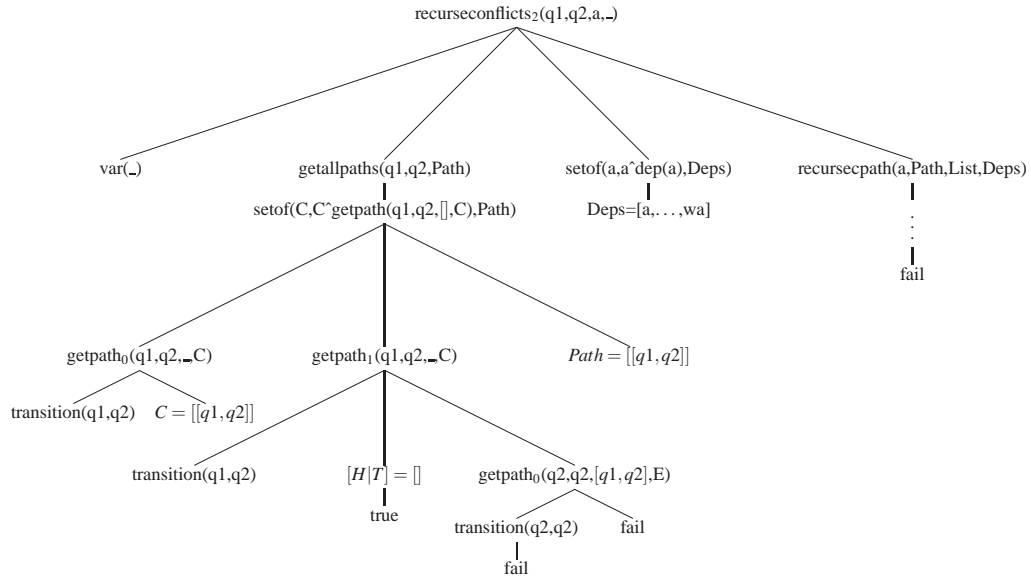 recurseconflicts₂(q1,q2,a,_)
var(_) getallpaths(q1,q2,Path) setof(a,a^dep(a),Deps) recursecpath(a,Path,List,Deps)
setof(C,C^getpath(q1,q2,[],C),Path) Deps=[a,...,wa]
.
.
.
fail
getpath₀(q1,q2,_,C) getpath₁(q1,q2,_,C) Path = [[q1,q2]]
transition(q1,q2) C = [[q1,q2]]
transition(q1,q2) [H|T] = [] getpath₀(q2,q2,[q1,q2],E)
true transition(q2,q2) fail
fail